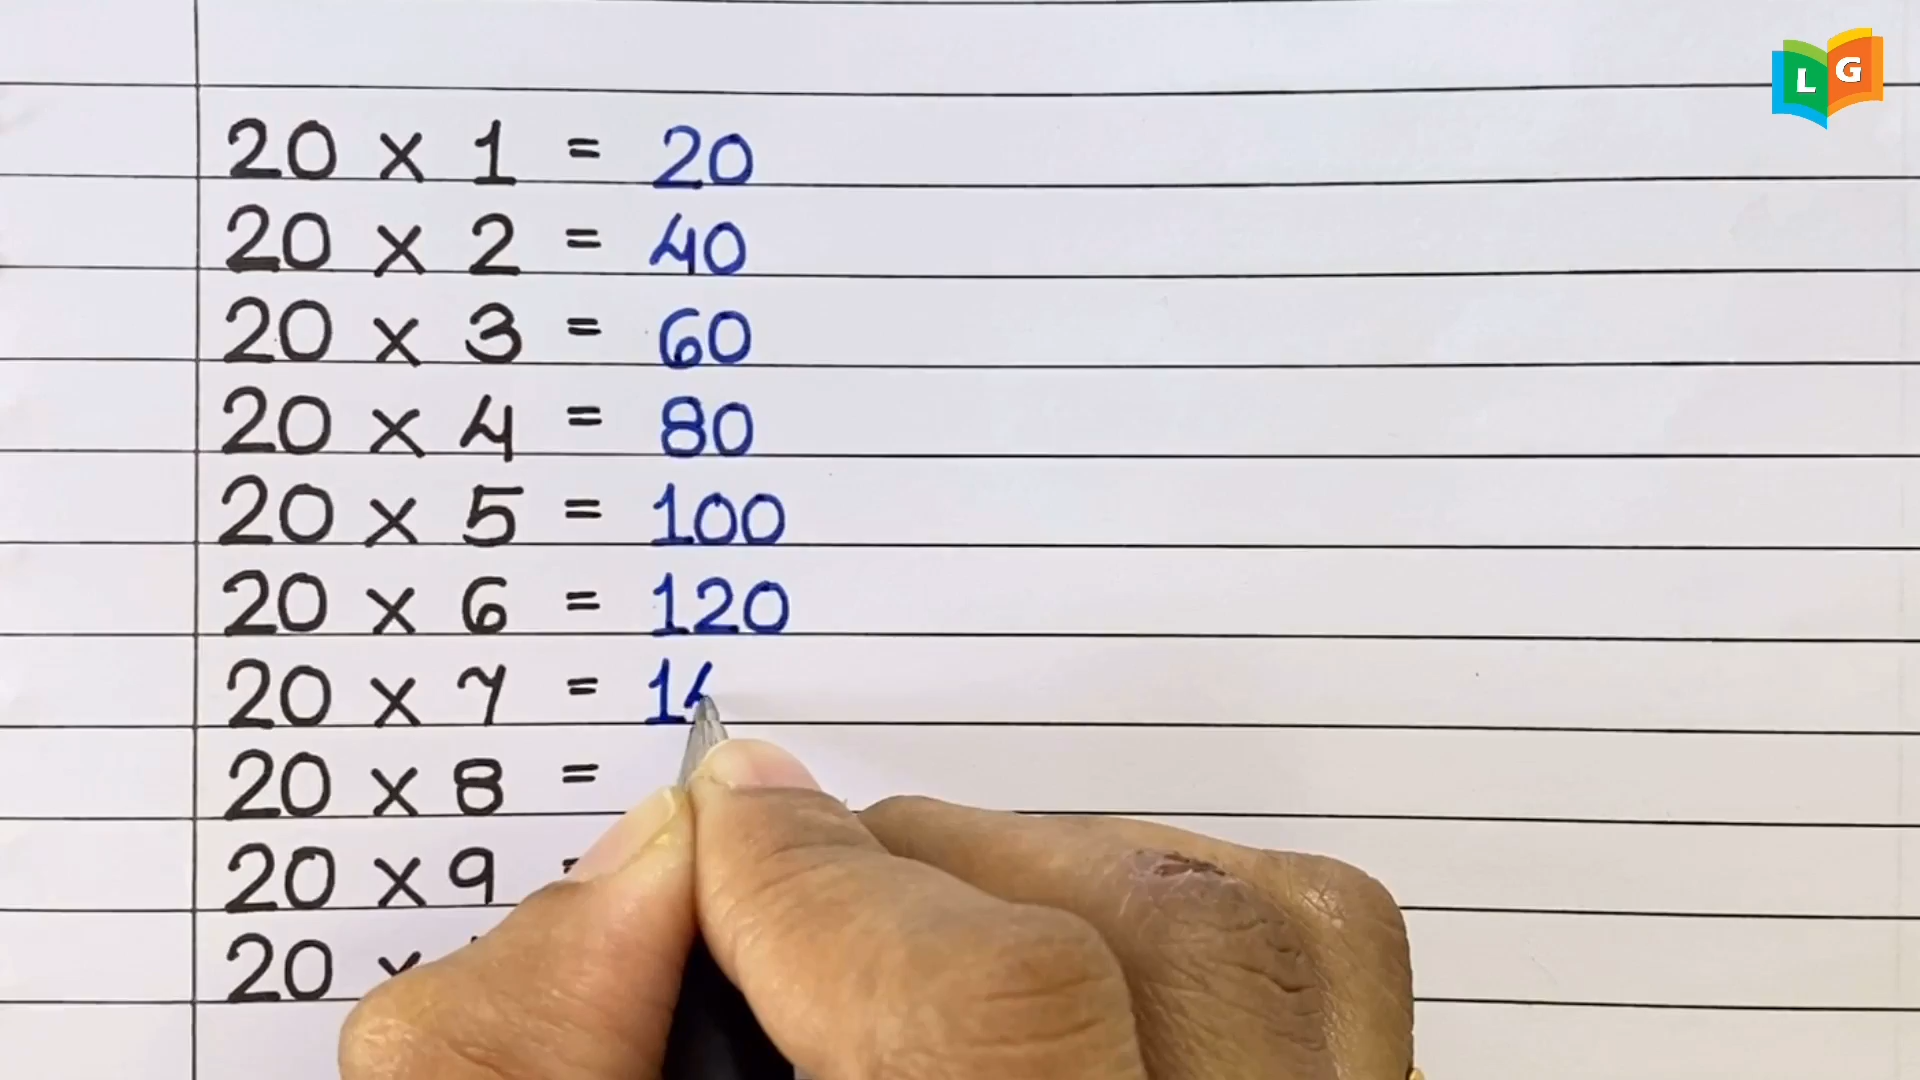 LG
20 x 1 = 20
20 x 2 = 40
20 x 3 = 60
20 x 4 = 80
20 x 5 = 100
20 x 6 = 120
20 x 7 = 14
20 x 8 =
20 x 9 =
20 x